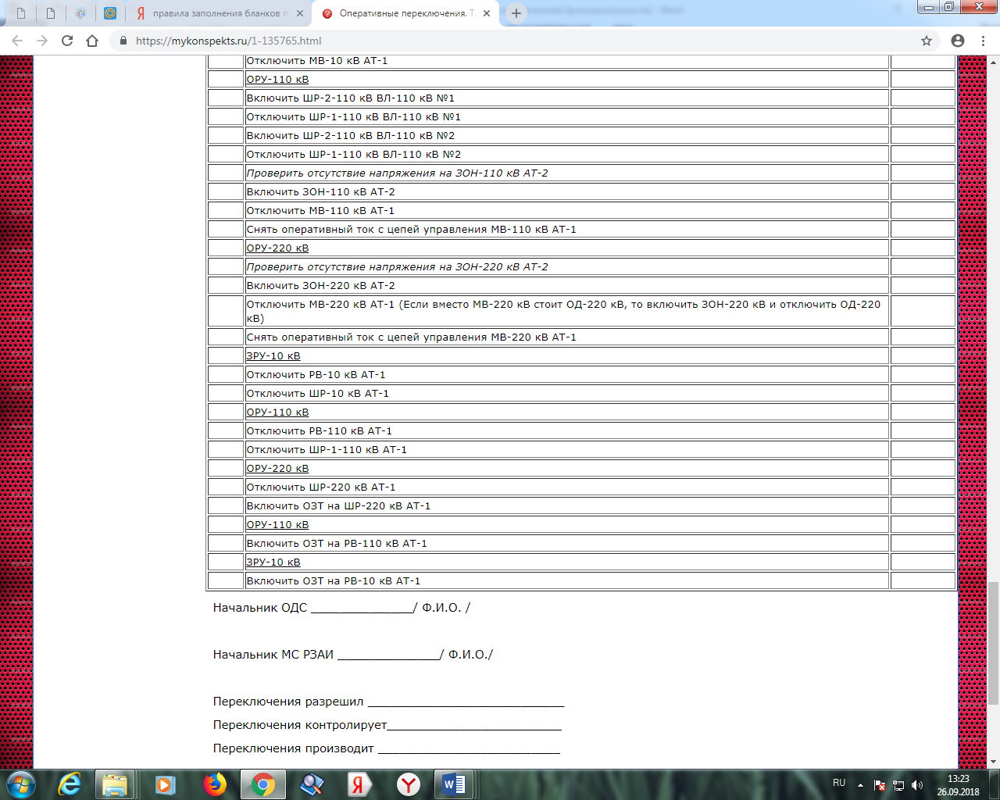 правила заполнения бланков п
Оперативные переключения. Т
https://mykonspekts.ru/1-135765.html
Отключить МВ-10 кВ АТ-1
ОРУ-110 кВ
Включить ШР-2-110 кВ ВЛ-110 кВ №1
Отключить ШР-1-110 кВ ВЛ-110 кВ №1
Включить ШР-2-110 кВ ВЛ-110 кВ №2
Отключить ШР-1-110 кВ ВЛ-110 кВ №2
Проверить отсутствие напряжения на ЗОН-110 кВ АТ-2
Включить ЗОН-110 кВ АТ-2
Отключить МВ-110 кВ АТ-1
Снять оперативный ток с цепей управления МВ-110 кВ АТ-1
ОРУ-220 кВ
Проверить отсутствие напряжения на ЗОН-220 кВ АТ-2
Включить ЗОН-220 кВ АТ-2
Отключить МВ-220 кВ АТ-1 (Если вместо МВ-220 кВ стоит ОД-220 кВ, то включить ЗОН-220 кВ и отключить ОД-220
кВ)
Снять оперативный ток с цепей управления МВ-220 кВ АТ-1
ЗРУ-10 кВ
Отключить РВ-10 кВ АТ-1
Отключить ШР-10 кВ АТ-1
ОРУ-110 кВ
Отключить РВ-110 кВ АТ-1
Отключить ШР-1-110 кВ АТ-1
ОРУ-220 кВ
Отключить ШР-220 кВ АТ-1
Включить ОЗТ на ШР-220 кВ АТ-1
ОРУ-110 кВ
Включить ОЗТ на РВ-110 кВ АТ-1
ЗРУ-10 кВ
Включить ОЗТ на РВ-10 кВ АТ-1
Начальник ОДС ______________/ Ф.И.О. /
Начальник МС РЗАИ ______________/ Ф.И.О./
Переключения разрешил ___________________________
Переключения контролирует________________________
Переключения производит _________________________
RU
13:23
26.09.2018